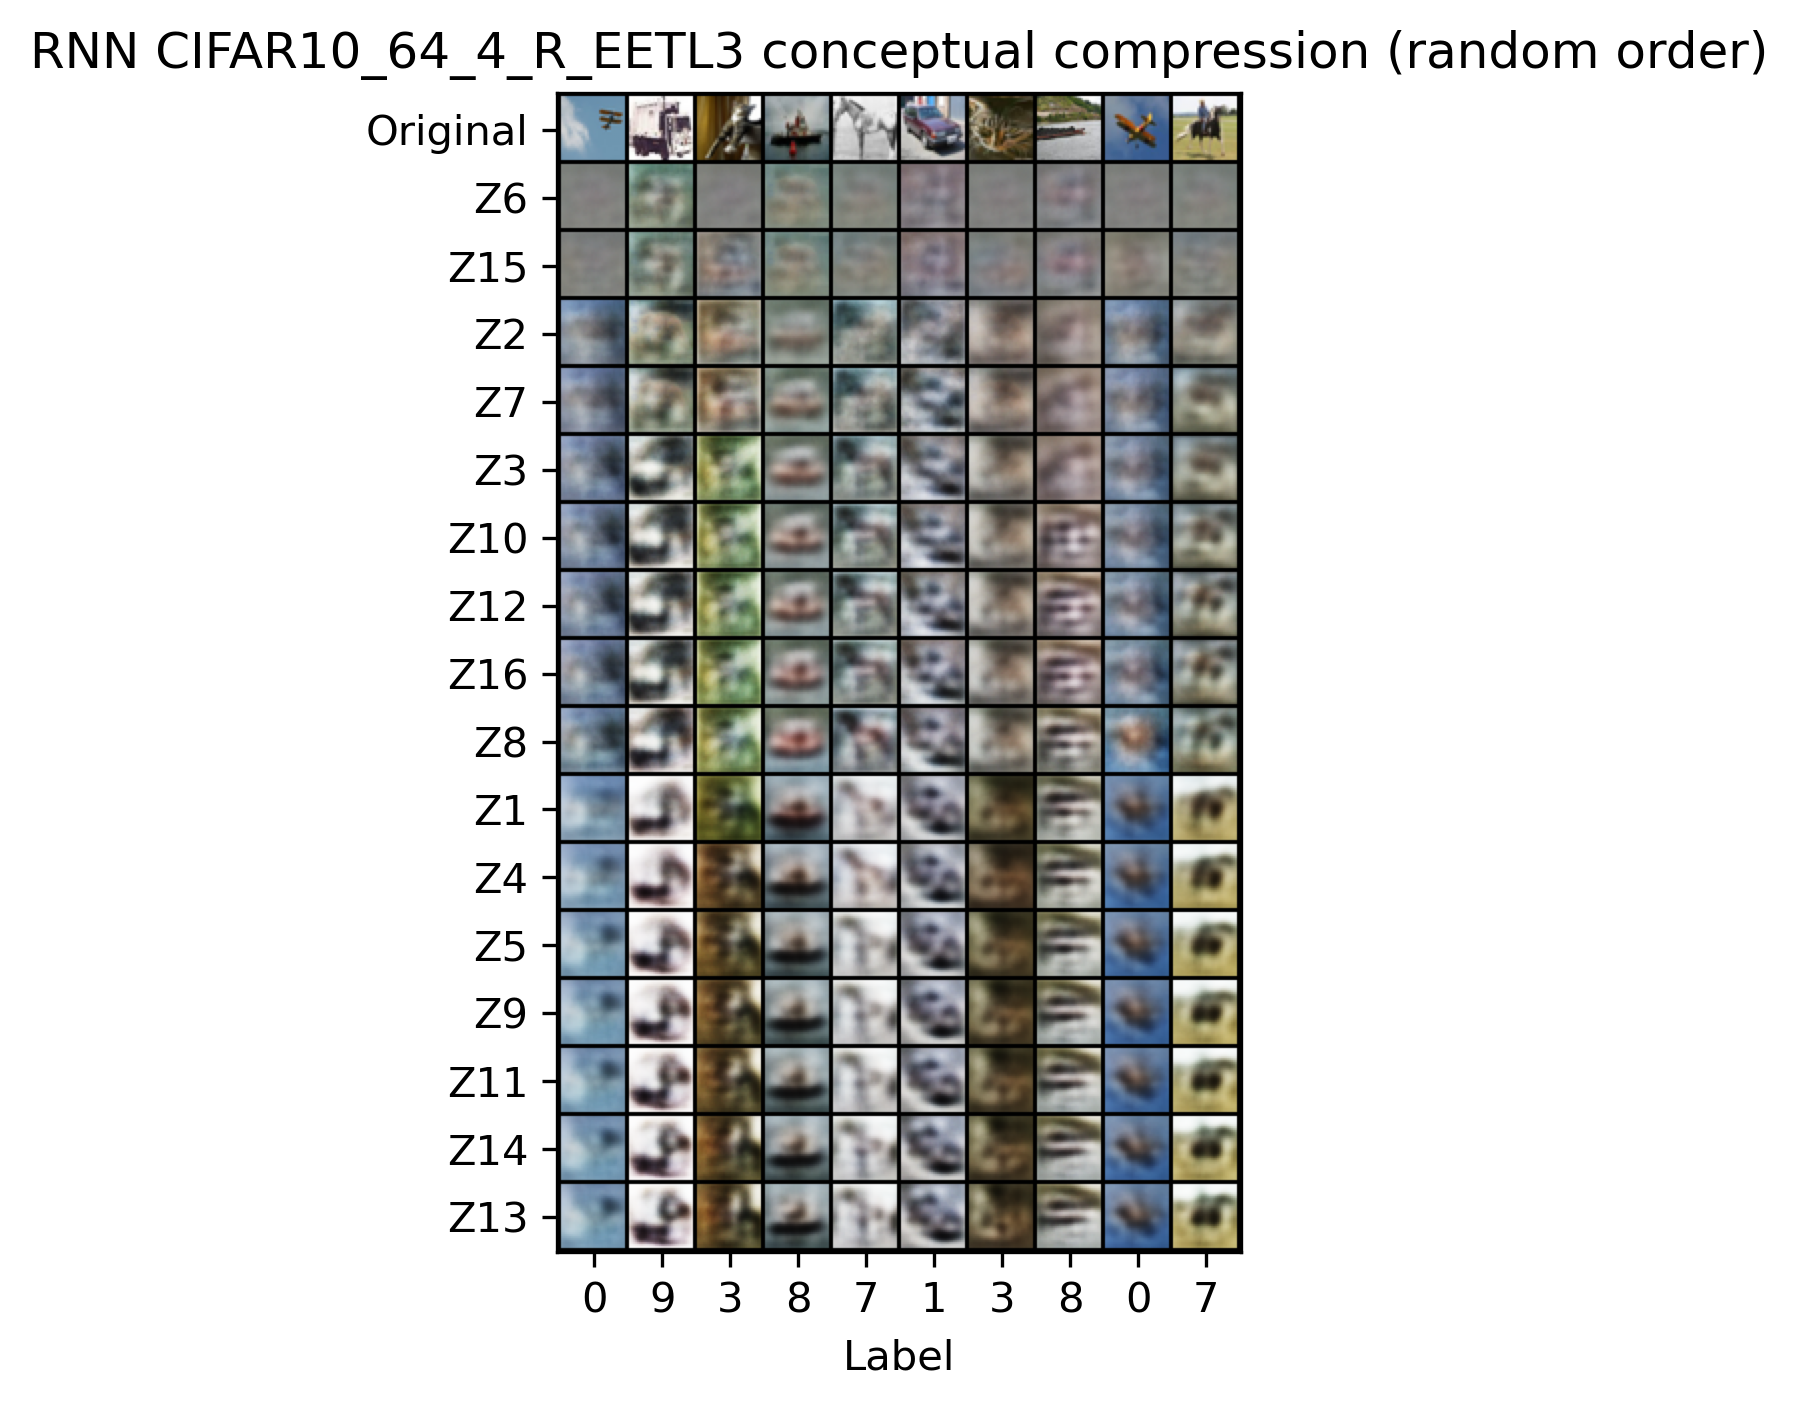 RNN CIFAR10_64_4_R_EETL3 conceptual compression (random order)
Original
Z6
Z15
Z2
Z7
Z3
Z10
Z12
Z16
Z8
Z1
Z4
Z5
Z9
Z11
Z14
Z13
0 9 3 8 7 1 3 8 0 7
Label